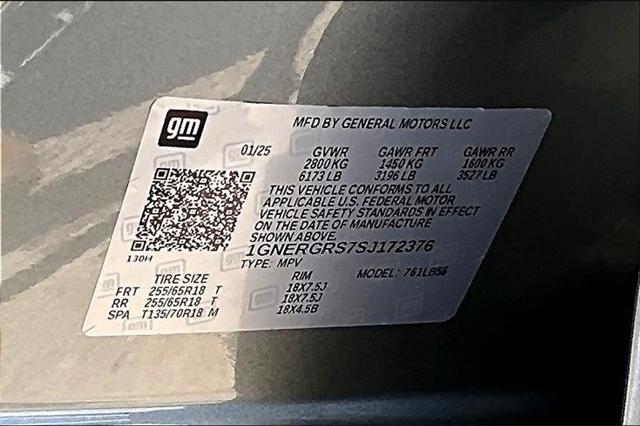 gm
MFD BY GENERAL MOTORS LLC
01/25 GVWR GAWR FRT GAWR RR
2800 KG 1450 KG 1600 KG
6173 LB 3196 LB 3527 LB
THIS VEHICLE CONFORMS TO ALL
APPLICABLE U.S. FEDERAL MOTOR
VEHICLE SAFETY STANDARDS IN EFFECT
ON THE DATE OF MANUFACTURE
SHOWN ABOVE.
130H
1GNERGRS7SJ172376
TYPE: MPV MODEL: 761LB56
TIRE SIZE RIM
FRT 255/65R18 T 18X7.5J
RR 255/65R18 T 18X7.5J
SPA T135/70R18 M 18X4.5B